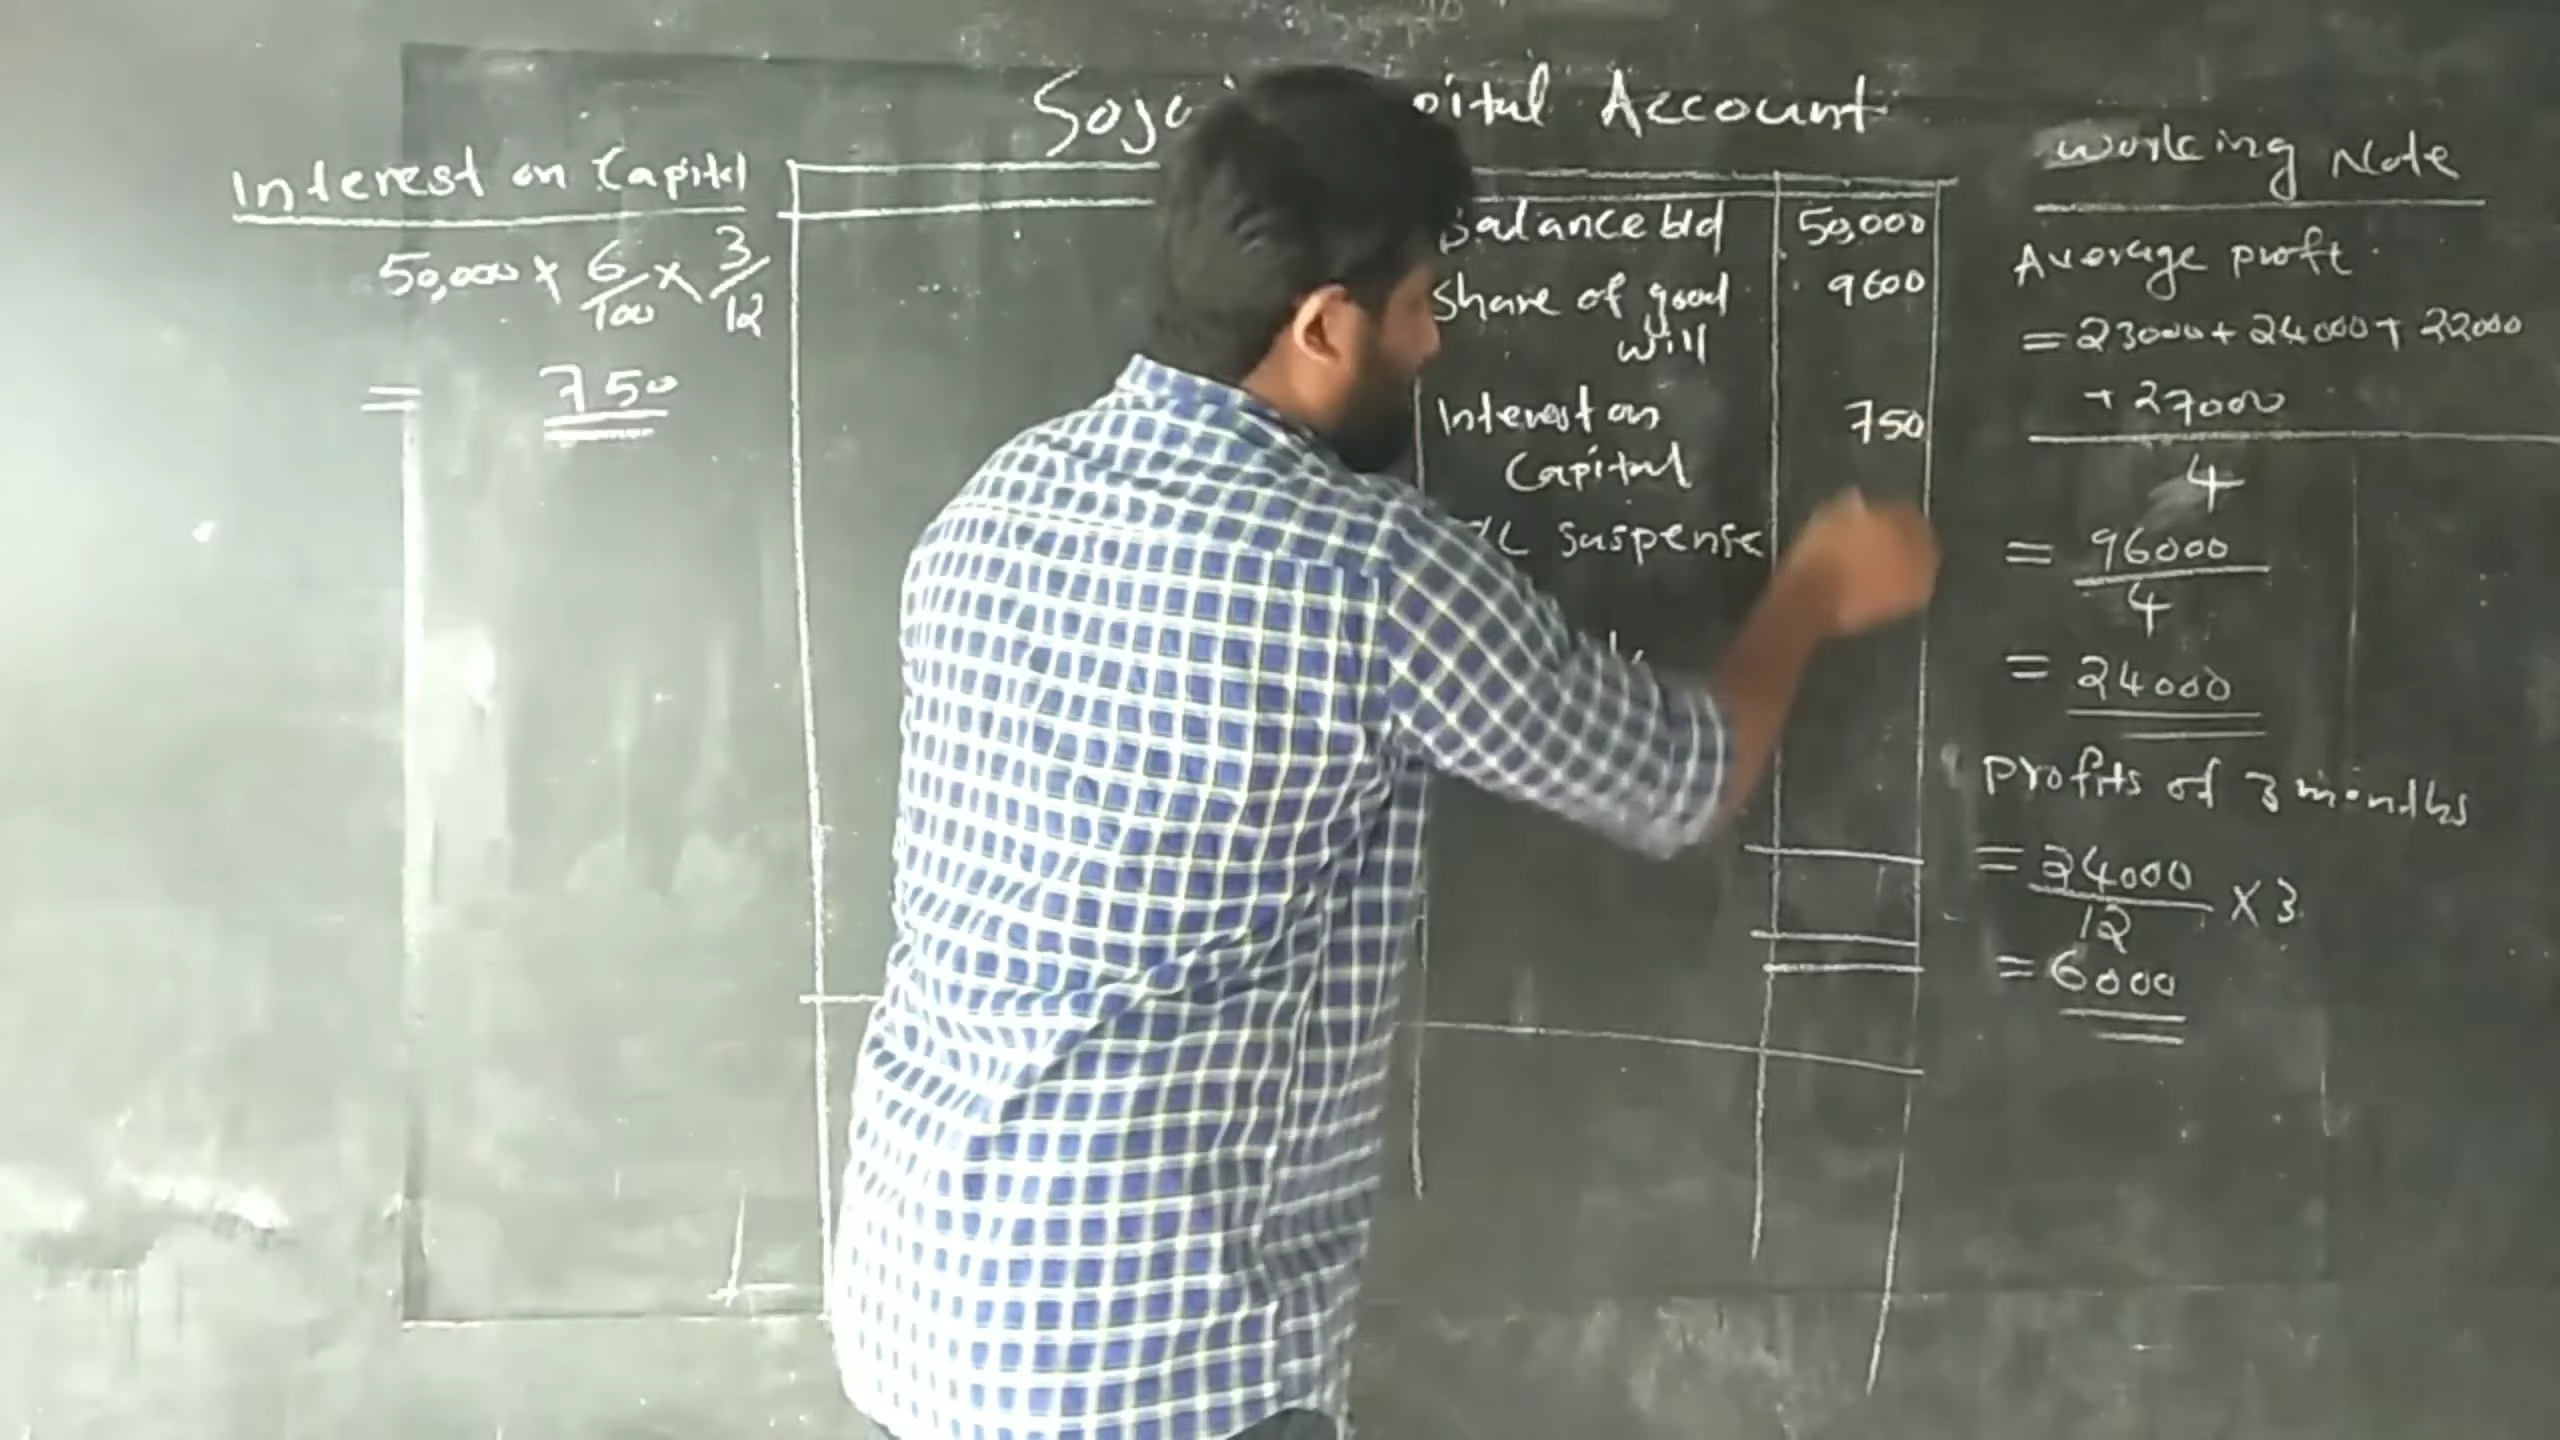 Account
Interest on Capital
50,000 × 6/100 × 3/12
= 750
Balance b/d 50,000
Share of good 9600
will
Interest on 750
Capital
suspense
Working Note
Average profit
= 23000 + 24000 + 22000
+ 27000
4
= 96000
4
= 24000
Profits of 3 months
= 24000 × 3
12
= 6000